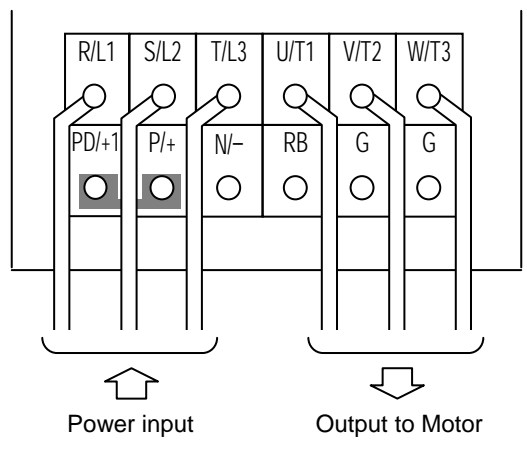 R/L1 S/L2 T/L3 U/T1 V/T2 W/T3
PD/+1 P/+ N/− RB G G
Power input Output to Motor